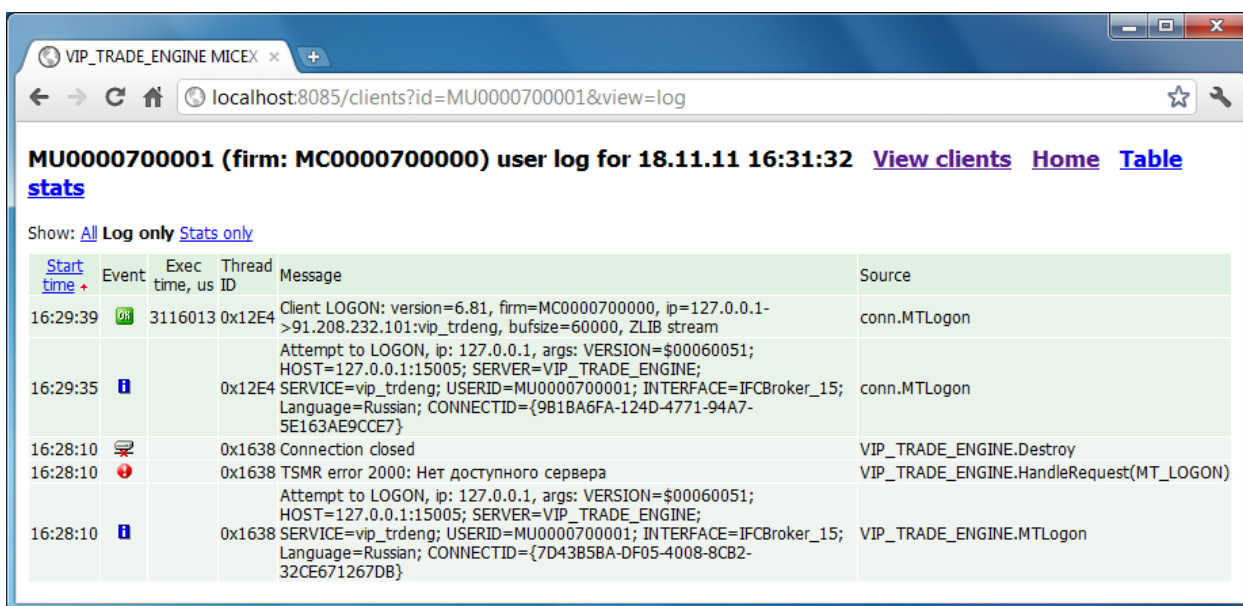 VIP_TRADE_ENGINE MICEX
localhost:8085/clients?id=MU0000700001&view=log
MU0000700001 (firm: MC0000700000) user log for 18.11.11 16:31:32 View clients Home Table
stats
Show: All Log only Stats only
Start time Event Exec time, us Thread ID Message Source
16:29:39 OK 3116013 0x12E4 Client LOGON: version=6.81, firm=MC0000700000, ip=127.0.0.1-
>91.208.232.101:vip_trdeng, bufsize=60000, ZLIB stream
conn.MTLogon
Attempt to LOGON, ip: 127.0.0.1, args: VERSION=$00060051;
HOST=127.0.0.1:15005; SERVER=VIP_TRADE_ENGINE;
16:29:35 0x12E4 SERVICE=vip_trdeng; USERID=MU0000700001; INTERFACE=IFCBroker_15; conn.MTLogon
Language=Russian; CONNECTID={9B1BA6FA-124D-4771-94A7-
5E163AE9CCE7}
16:28:10 0x1638 Connection closed VIP_TRADE_ENGINE.Destroy
16:28:10 0x1638 TSMR error 2000: Нет доступного сервера VIP_TRADE_ENGINE.HandleRequest(MT_LOGON)
Attempt to LOGON, ip: 127.0.0.1, args: VERSION=$00060051;
HOST=127.0.0.1:15005; SERVER=VIP_TRADE_ENGINE;
16:28:10 0x1638 SERVICE=vip_trdeng; USERID=MU0000700001; INTERFACE=IFCBroker_15; VIP_TRADE_ENGINE.MTLogon
Language=Russian; CONNECTID={7D43B5BA-DF05-4008-8CB2-
32CE671267DB}